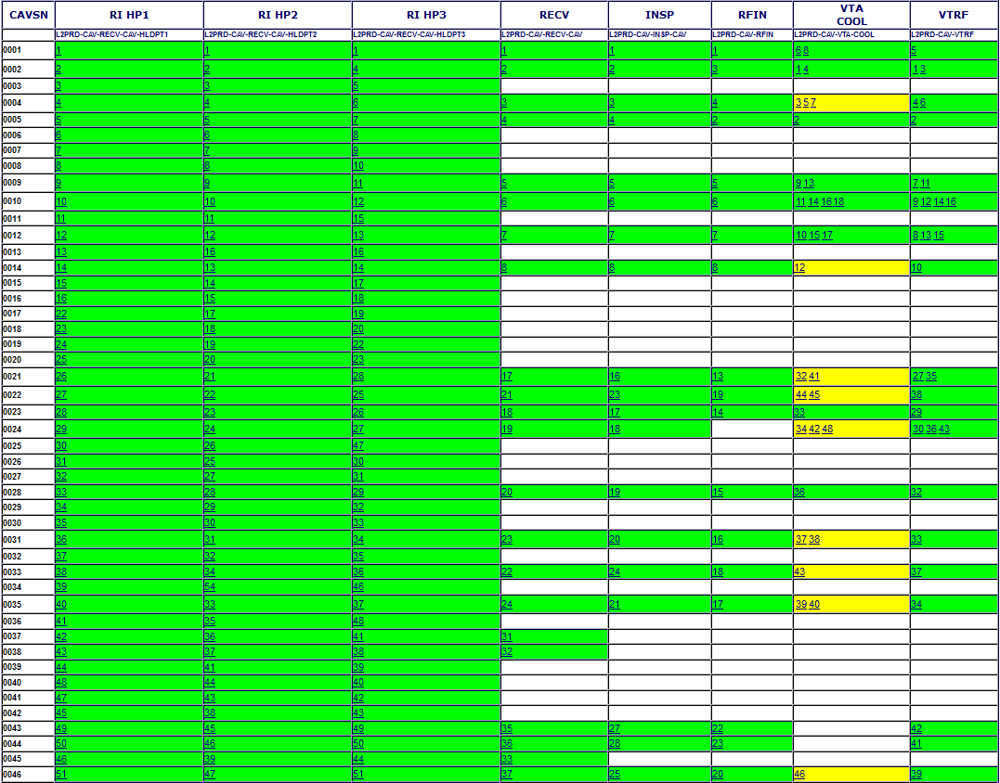 CAVSN RI HP1 RI HP2 RI HP3 RECV INSP RFIN VTA COOL VTRF
L2PRD-CAV-RECV-CAV-HLDPT1 L2PRD-CAV-RECV-CAV-HLDPT2 L2PRD-CAV-RECV-CAV-HLDPT3 L2PRD-CAV-RECV-CAV L2PRD-CAV-INSP-CAV L2PRD-CAV-RFIN L2PRD-CAV-VTA-COOL L2PRD-CAV-VTRF
0001 1 1 1 1 1 1 6 8 5
0002 2 2 4 2 2 3 1 4 1 3
0003 3 3 5
0004 4 4 6 3 3 4 3 5 7 4 6
0005 5 5 7 4 4 2 2 2
0006 6 6 8
0007 7 7 9
0008 8 8 10
0009 9 9 11 5 5 5 9 13 7 11
0010 10 10 12 6 6 6 11 14 16 18 9 12 14 16
0011 11 11 15
0012 12 12 13 7 7 7 10 15 17 8 13 15
0013 13 16 16
0014 14 13 14 8 8 8 12 10
0015 15 14 17
0016 16 15 18
0017 22 17 19
0018 23 18 20
0019 24 19 22
0020 25 20 23
0021 26 21 28 17 16 13 32 41 27 35
0022 27 22 25 21 23 19 44 45 38
0023 28 23 26 18 17 14 33 29
0024 29 24 27 19 18 34 42 48 30 36 43
0025 30 26 47
0026 31 25 30
0027 32 27 31
0028 33 28 29 20 19 15 36 32
0029 34 29 32
0030 35 30 33
0031 36 31 34 23 20 16 37 38 33
0032 37 32 35
0033 38 34 36 22 24 18 43 37
0034 39 54 46
0035 40 33 37 24 21 17 39 40 34
0036 41 35 48
0037 42 36 41 31
0038 43 37 38 32
0039 44 41 39
0040 48 44 40
0041 47 43 42
0042 45 38 43
0043 49 45 49 35 27 22 42
0044 50 46 50 36 28 23 41
0045 46 39 44 33
0046 51 47 51 37 25 20 46 39